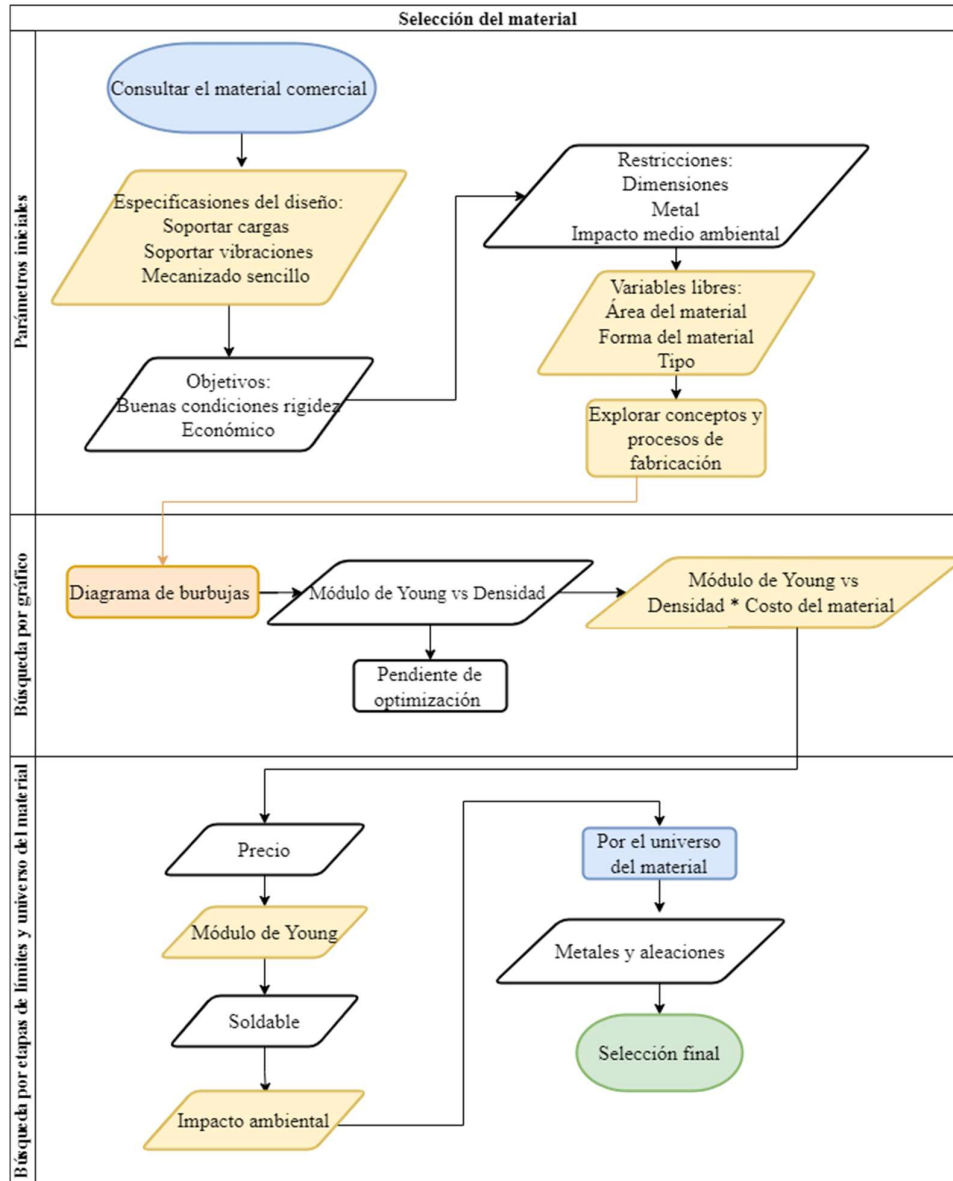 Selección del material
Parámetros iniciales
Consultar el material comercial
Especificasiones del diseño:
Soportar cargas
Soportar vibraciones
Mecanizado sencillo
Objetivos:
Buenas condiciones rigidez
Económico
Restricciones:
Dimensiones
Metal
Impacto medio ambiental
Variables libres:
Área del material
Forma del material
Tipo
Explorar conceptos y
procesos de
fabricación
Búsqueda por gráfico
Diagrama de burbujas
Módulo de Young vs Densidad
Módulo de Young vs
Densidad * Costo del material
Pendiente de
optimización
Búsqueda por etapas de límites y universo del material
Precio
Módulo de Young
Soldable
Impacto ambiental
Por el universo
del material
Metales y aleaciones
Selección final